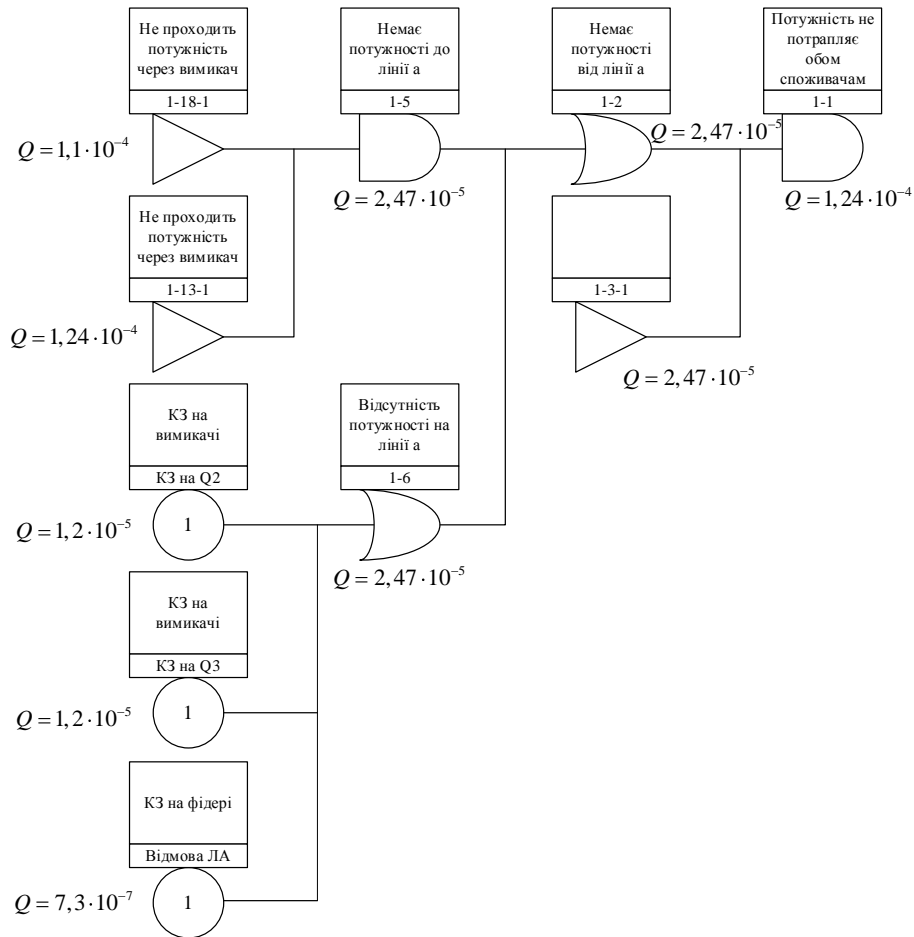 Не проходить
потужність
через вимикач
1-18-1
Q = 1,1·10⁻⁴
Немає
потужності до
лінії а
1-5
Q = 2,47·10⁻⁵
Немає
потужності
від лінії а
1-2
Q = 2,47·10⁻⁵
Потужність не
потрапляє
обом
споживачам
1-1
Q = 1,24·10⁻⁴
Не проходить
потужність
через вимикач
1-13-1
Q = 1,24·10⁻⁴
1-3-1
Q = 2,47·10⁻⁵
КЗ на
вимикачі
КЗ на Q2
1
Q = 1,2·10⁻⁵
Відсутність
потужності на
лінії а
1-6
Q = 2,47·10⁻⁵
КЗ на
вимикачі
КЗ на Q3
1
Q = 1,2·10⁻⁵
КЗ на фідері
Відмова ЛА
1
Q = 7,3·10⁻⁷